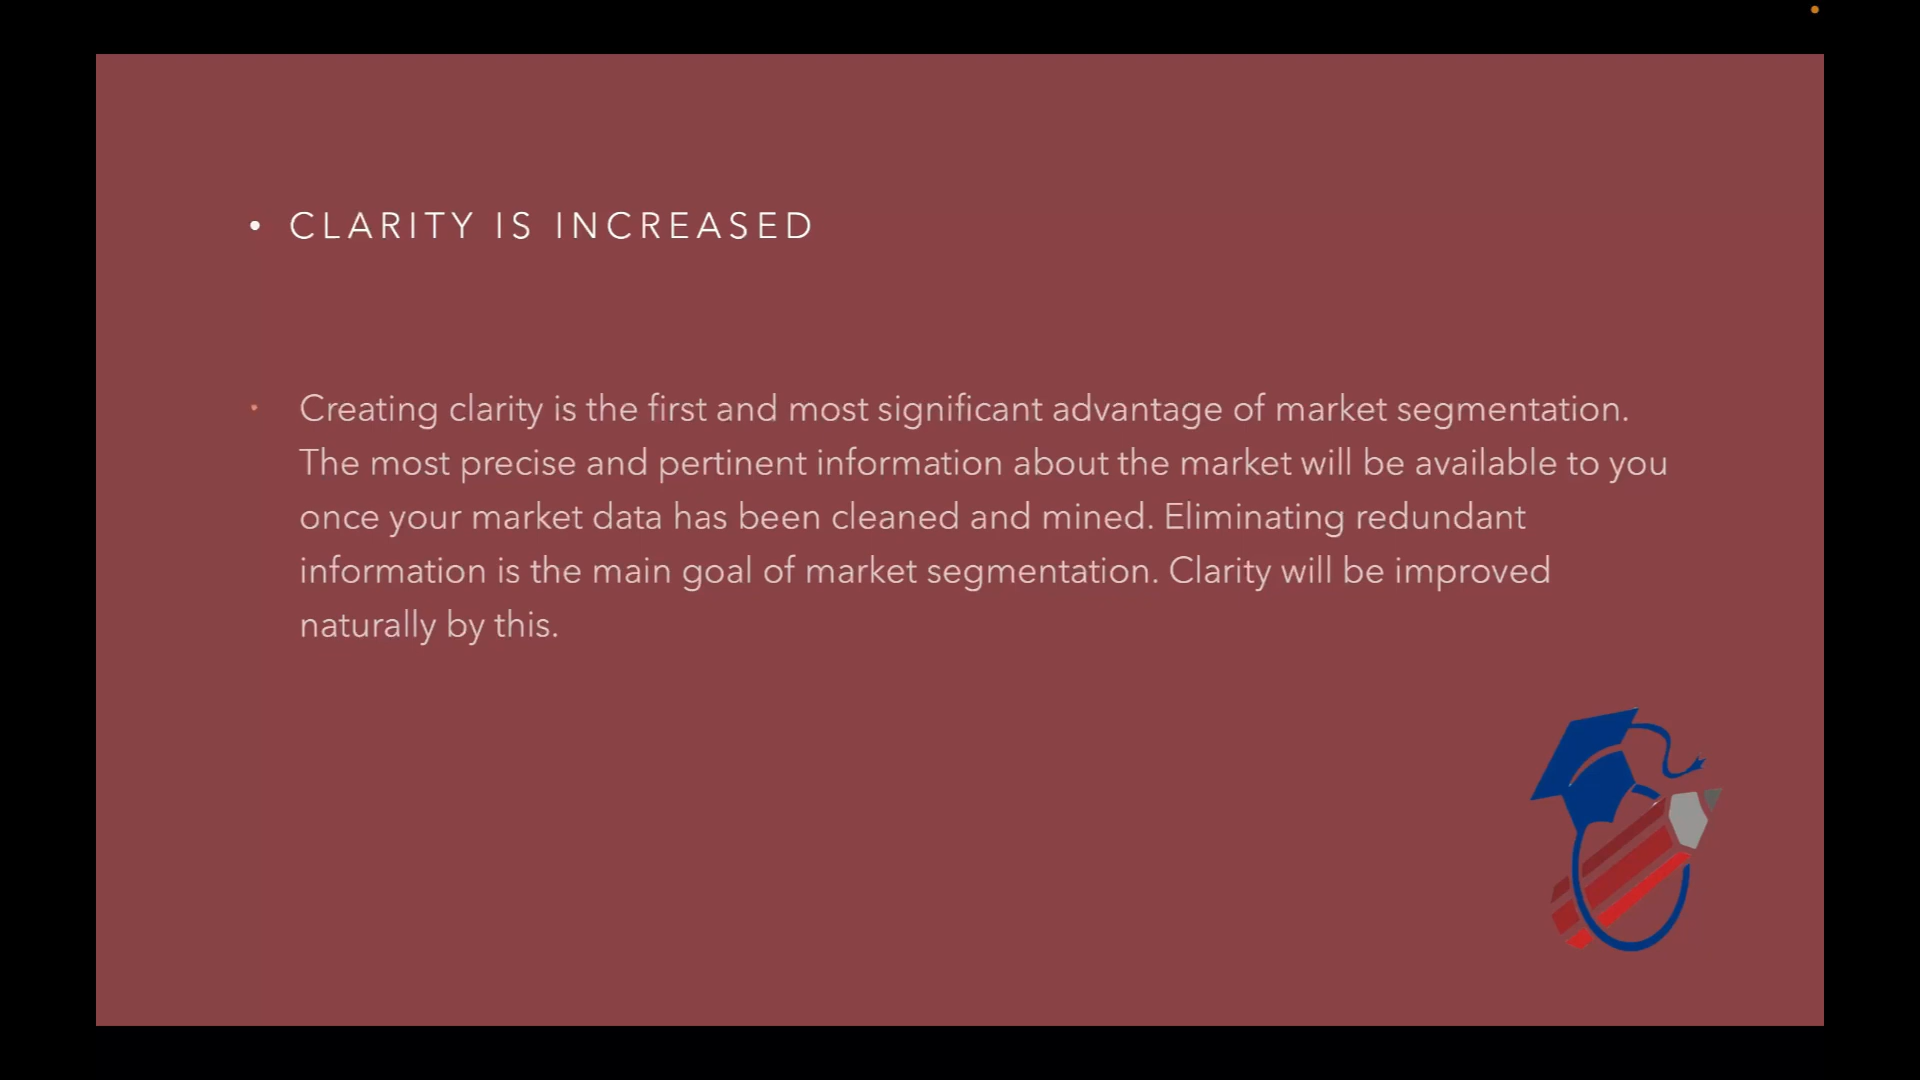 • CLARITY IS INCREASED
• Creating clarity is the first and most significant advantage of market segmentation.
The most precise and pertinent information about the market will be available to you
once your market data has been cleaned and mined. Eliminating redundant
information is the main goal of market segmentation. Clarity will be improved
naturally by this.